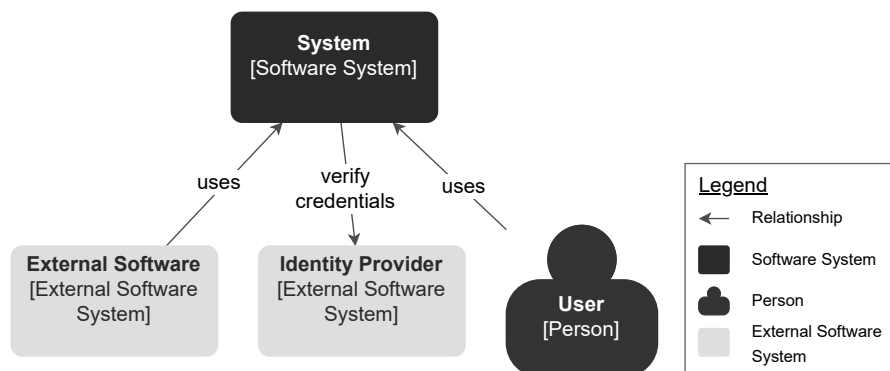 System
[Software System]
uses
verify
credentials
uses
External Software
[External Software
System]
Identity Provider
[External Software
System]
User
[Person]
Legend
Relationship
Software System
Person
External Software
System